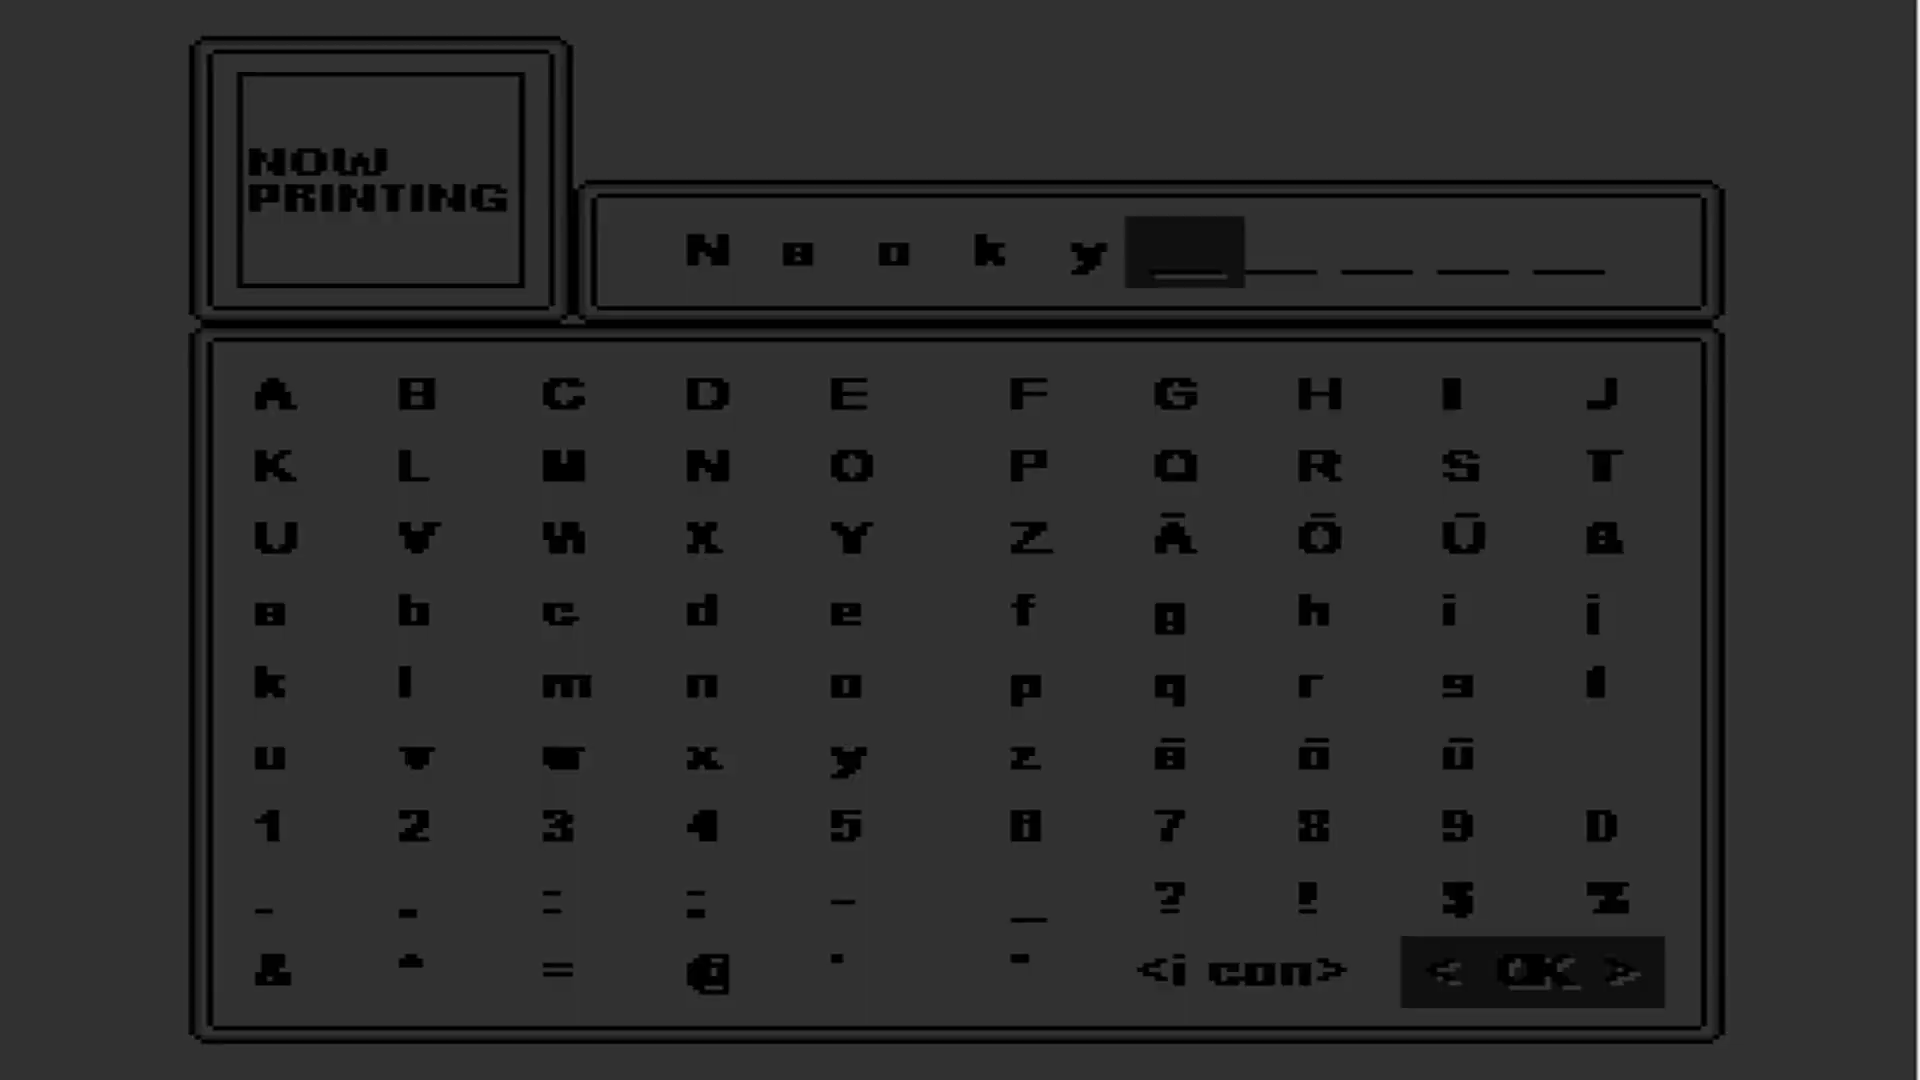 NOW
PRINTING
N a o k y _ _ _ _ _
A B C D E F G H I J
K L M N O P Q R S T
U V W X Y Z Ā Ō Ū
a b c d e f g h i j
k l m n o p q r s t
u v w x y z ā ō ū
1 2 3 4 5 6 7 8 9 0
- _ ? ! $ %
& ^ = @ ' " <icon> < OK >